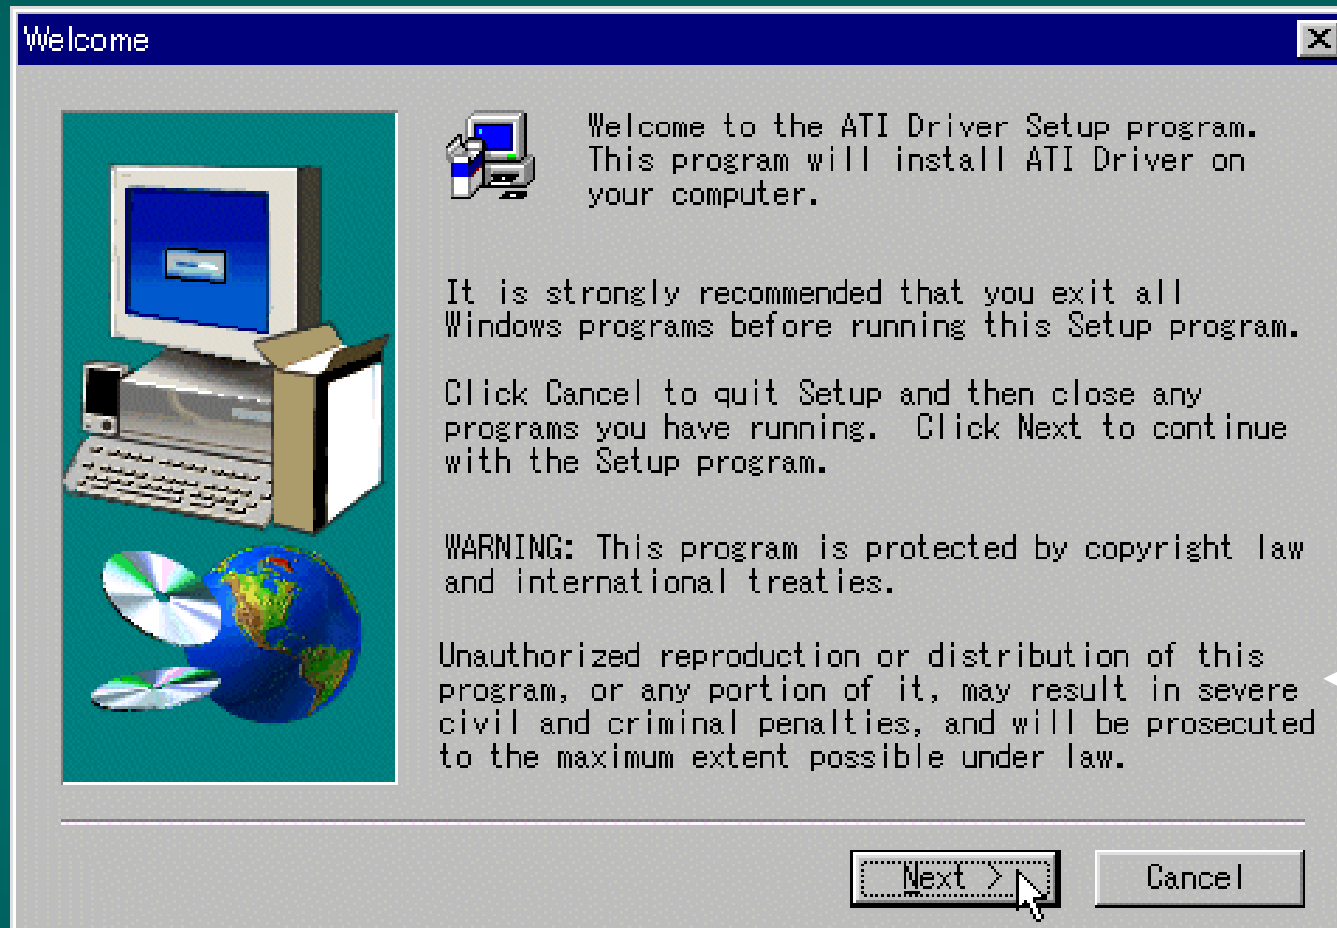 Welcome
Welcome to the ATI Driver Setup program.
This program will install ATI Driver on
your computer.
It is strongly recommended that you exit all
Windows programs before running this Setup program.
Click Cancel to quit Setup and then close any
programs you have running.  Click Next to continue
with the Setup program.
WARNING: This program is protected by copyright law
and international treaties.
Unauthorized reproduction or distribution of this
program, or any portion of it, may result in severe
civil and criminal penalties, and will be prosecuted
to the maximum extent possible under law.
Next >
Cancel